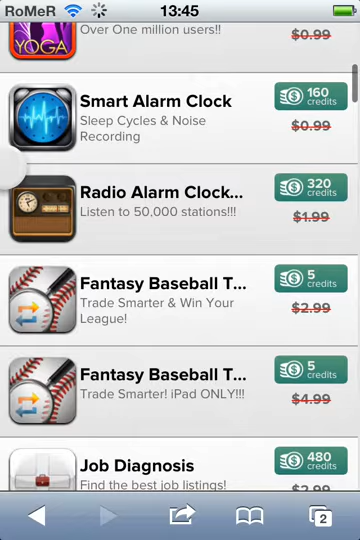 RoMeR
13:45
YOGA
Over One million users!!
$0.99
Smart Alarm Clock
Sleep Cycles & Noise
Recording
160
credits
$0.99
Radio Alarm Clock...
Listen to 50,000 stations!!!
320
credits
$1.99
Fantasy Baseball T...
Trade Smarter & Win Your
League!
5
credits
$2.99
Fantasy Baseball T...
Trade Smarter! iPad ONLY!!!
5
credits
$4.99
Job Diagnosis
Find the best job listings!
480
credits
$2.99
2